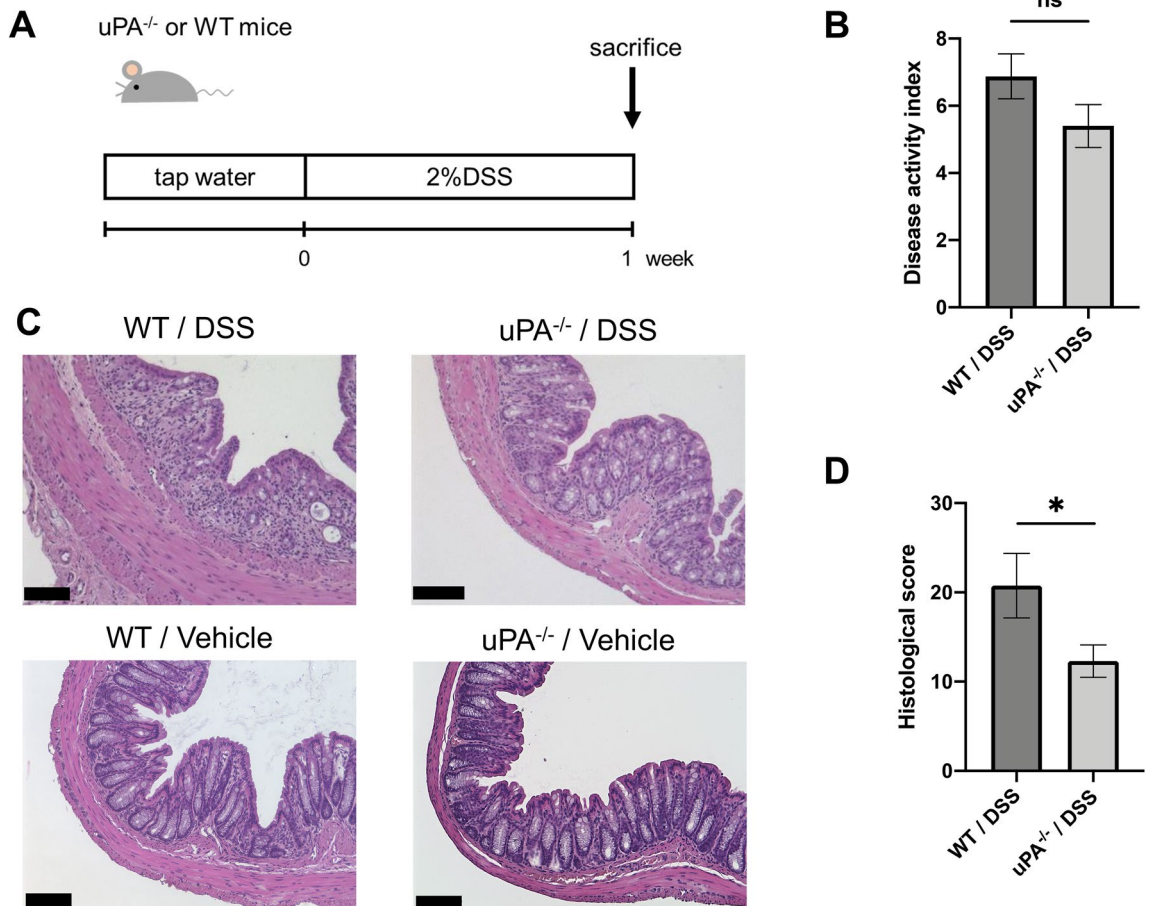 A
uPA-/- or WT mice
sacrifice
tap water
2%DSS
0
1 week
B
ns
Disease activity index
8
6
4
2
0
WT / DSS
uPA-/- / DSS
C
WT / DSS
uPA-/- / DSS
WT / Vehicle
uPA-/- / Vehicle
D
*
Histological score
30
20
10
0
WT / DSS
uPA-/- / DSS